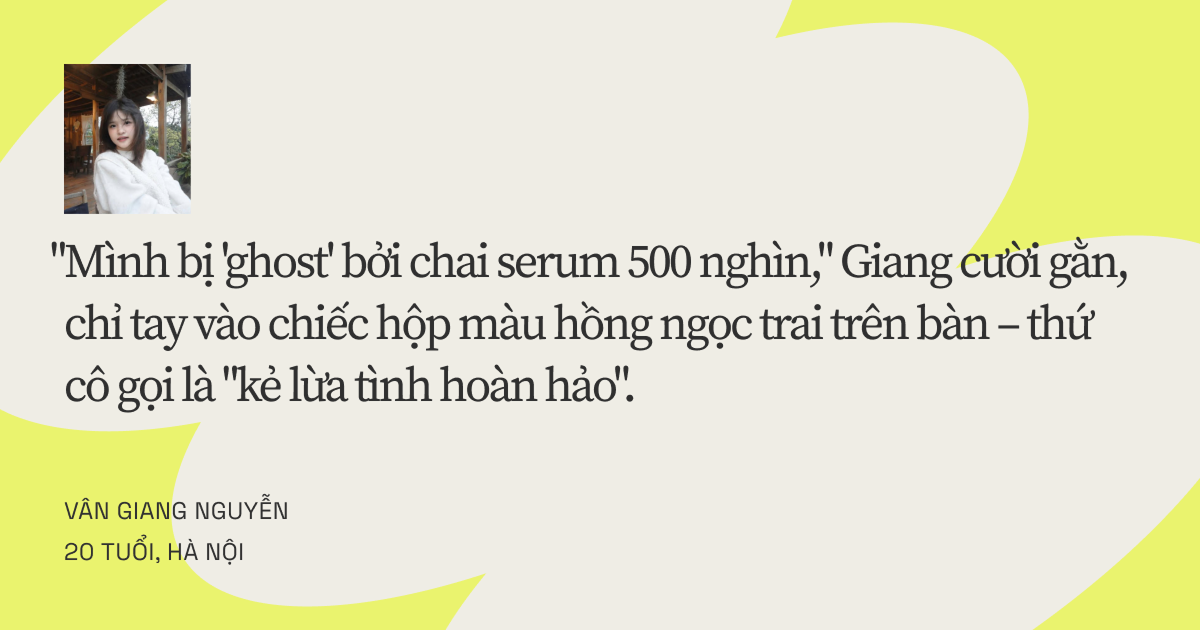 "Mình bị 'ghost' bởi chai serum 500 nghìn," Giang cười gằn,
chỉ tay vào chiếc hộp màu hồng ngọc trai trên bàn – thứ
cô gọi là "kẻ lừa tình hoàn hảo".
VÂN GIANG NGUYỄN
20 TUỔI, HÀ NỘI